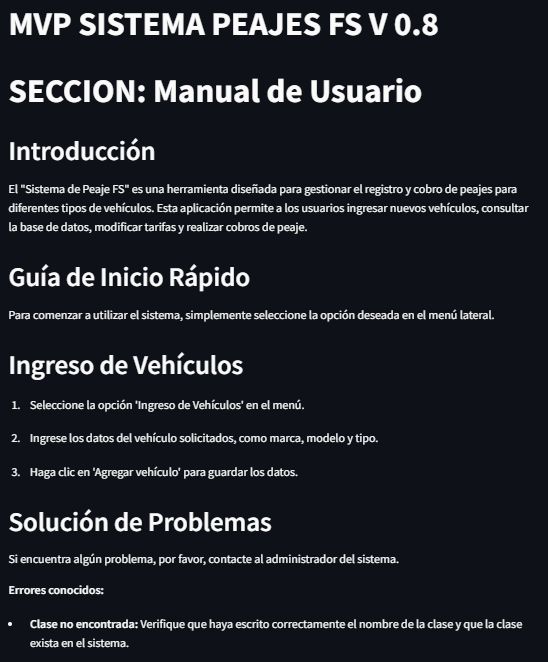 MVP SISTEMA PEAJES FS V 0.8
SECCION: Manual de Usuario
Introducción
El "Sistema de Peaje FS" es una herramienta diseñada para gestionar el registro y cobro de peajes para
diferentes tipos de vehículos. Esta aplicación permite a los usuarios ingresar nuevos vehículos, consultar
la base de datos, modificar tarifas y realizar cobros de peaje.
Guía de Inicio Rápido
Para comenzar a utilizar el sistema, simplemente seleccione la opción deseada en el menú lateral.
Ingreso de Vehículos
1. Seleccione la opción 'Ingreso de Vehículos' en el menú.
2. Ingrese los datos del vehículo solicitados, como marca, modelo y tipo.
3. Haga clic en 'Agregar vehículo' para guardar los datos.
Solución de Problemas
Si encuentra algún problema, por favor, contacte al administrador del sistema.
Errores conocidos:
• Clase no encontrada: Verifique que haya escrito correctamente el nombre de la clase y que la clase
exista en el sistema.